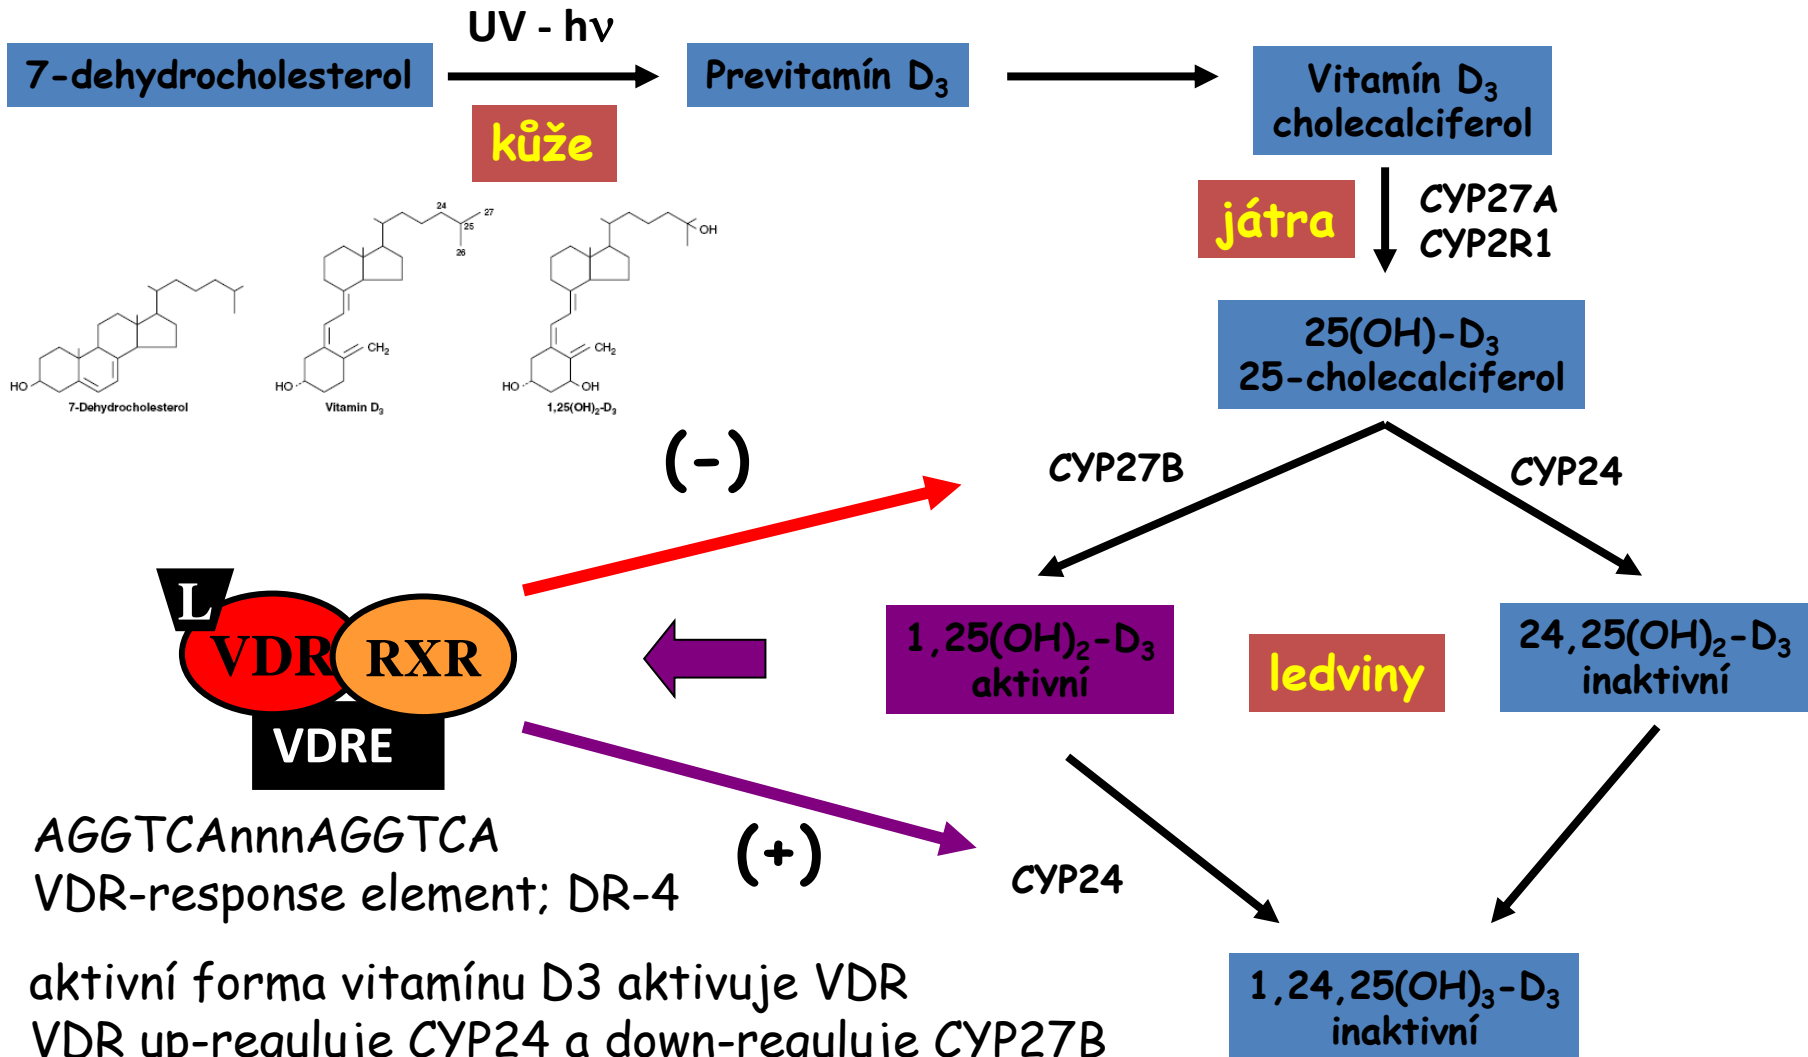 UV - hν
7-dehydrocholesterol
Previtamín D₃
Vitamín D₃
cholecalciferol
kůže
játra
CYP27A
CYP2R1
24
27
25
26
OH
HO
7-Dehydrocholesterol
CH₂
HO
Vitamin D₃
CH₂
HO
OH
1,25(OH)₂-D₃
25(OH)-D₃
25-cholecalciferol
(-)
CYP27B
CYP24
L
VDR
RXR
VDRE
1,25(OH)₂-D₃
aktivní
ledviny
24,25(OH)₂-D₃
inaktivní
AGGTCAnnnAGGTCA
VDR-response element; DR-4
(+)
CYP24
aktivní forma vitamínu D3 aktivuje VDR
VDR up-reguluje CYP24 a down-reguluje CYP27B
1,24,25(OH)₃-D₃
inaktivní